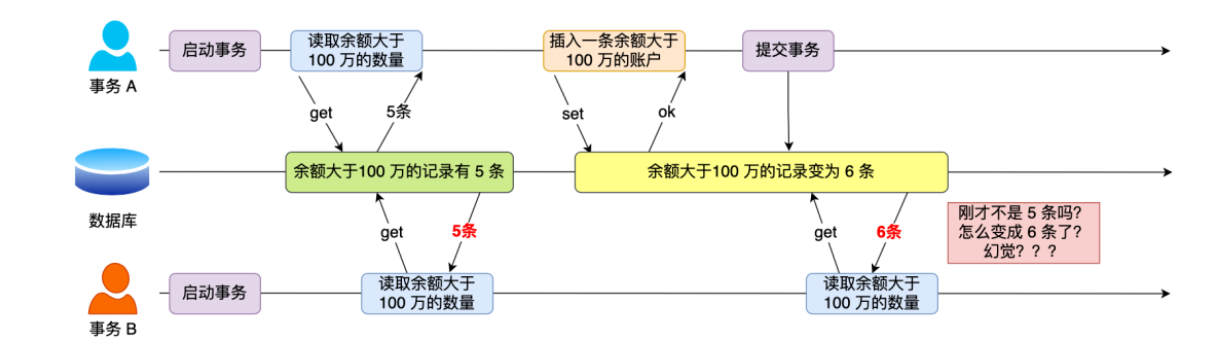 启动事务
读取余额大于
100 万的数量
插入一条余额大于
100 万的账户
提交事务
事务 A
get
5条
set
ok
余额大于100 万的记录有 5 条
余额大于100 万的记录变为 6 条
数据库
get
5条
get
6条
刚才不是 5 条吗?
怎么变成 6 条了?
幻觉? ? ?
启动事务
读取余额大于
100 万的数量
读取余额大于
100 万的数量
事务 B